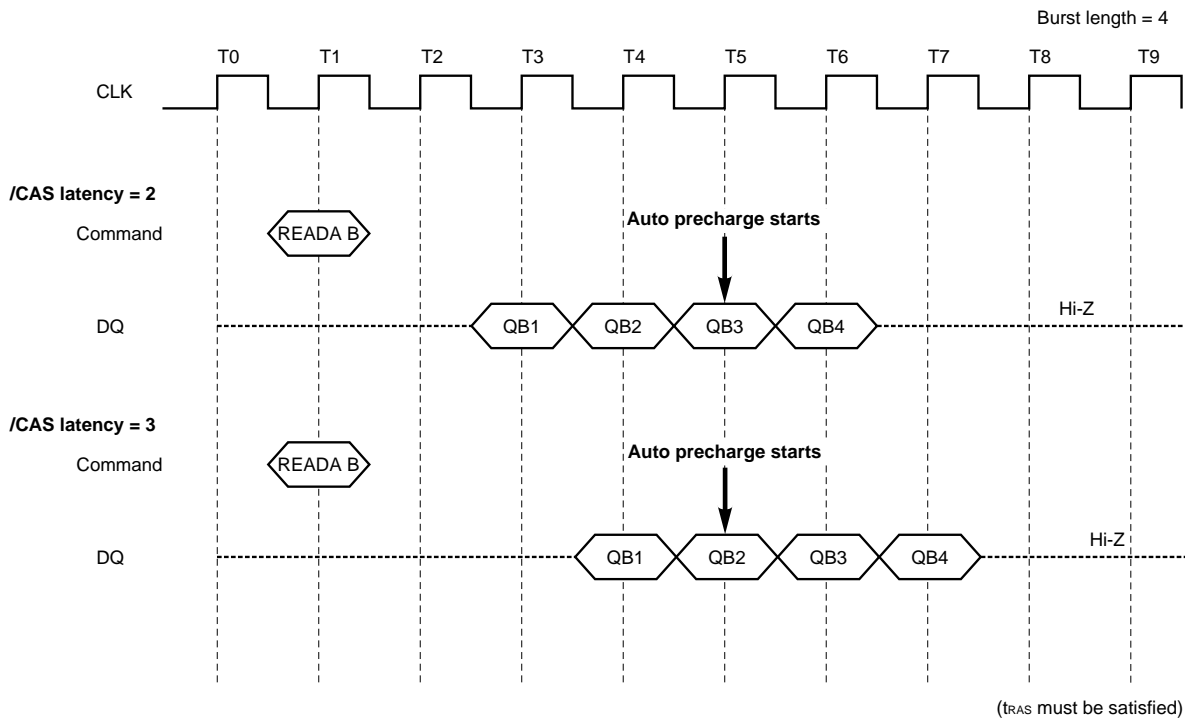 Burst length = 4
T0 T1 T2 T3 T4 T5 T6 T7 T8 T9
CLK
/CAS latency = 2
Command READA B Auto precharge starts
DQ QB1 QB2 QB3 QB4 Hi-Z
/CAS latency = 3
Command READA B Auto precharge starts
DQ QB1 QB2 QB3 QB4 Hi-Z
(tRAS must be satisfied)